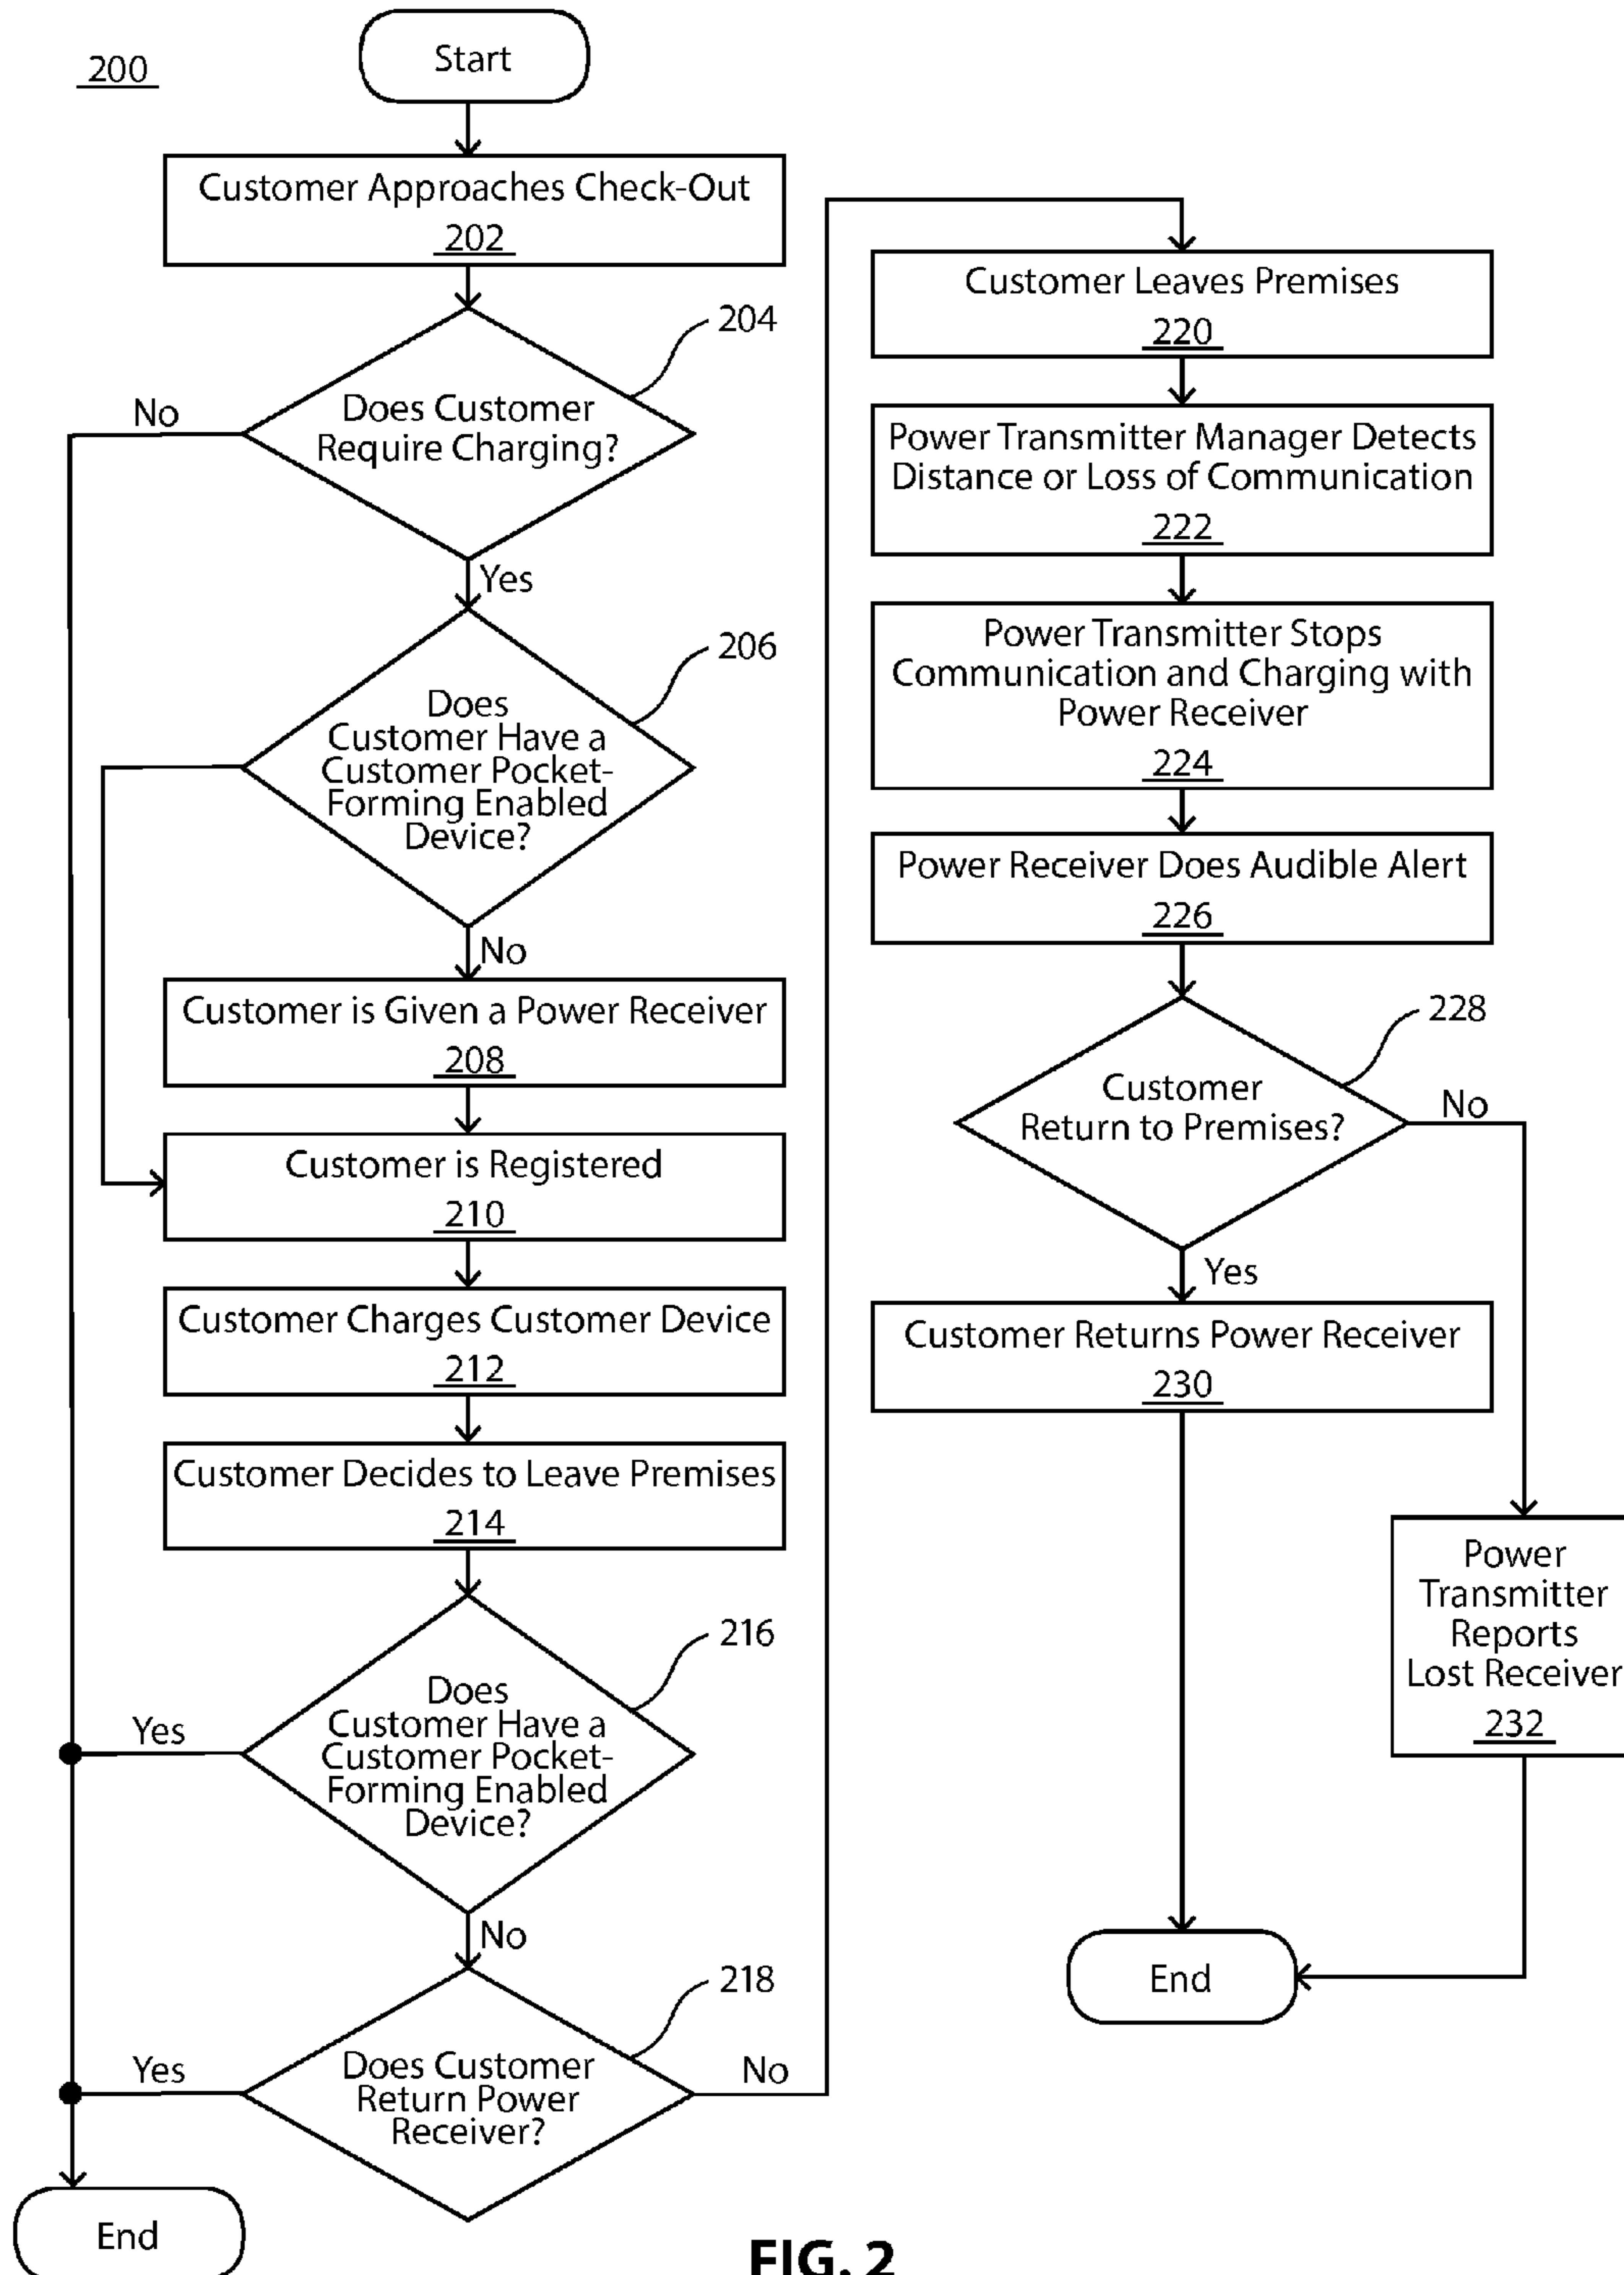 200
Start
Customer Approaches Check-Out
202
204
Does Customer
Require Charging?
No
Yes
206
Does
Customer Have a
Customer Pocket-
Forming Enabled
Device?
No
Customer is Given a Power Receiver
208
Customer is Registered
210
Customer Charges Customer Device
212
Customer Decides to Leave Premises
214
216
Does
Customer Have a
Customer Pocket-
Forming Enabled
Device?
Yes
No
218
Does Customer
Return Power
Receiver?
Yes
No
End
Customer Leaves Premises
220
Power Transmitter Manager Detects
Distance or Loss of Communication
222
Power Transmitter Stops
Communication and Charging with
Power Receiver
224
Power Receiver Does Audible Alert
226
228
Customer
Return to Premises?
No
Yes
Customer Returns Power Receiver
230
Power
Transmitter
Reports
Lost Receiver
232
End
FIG. 2